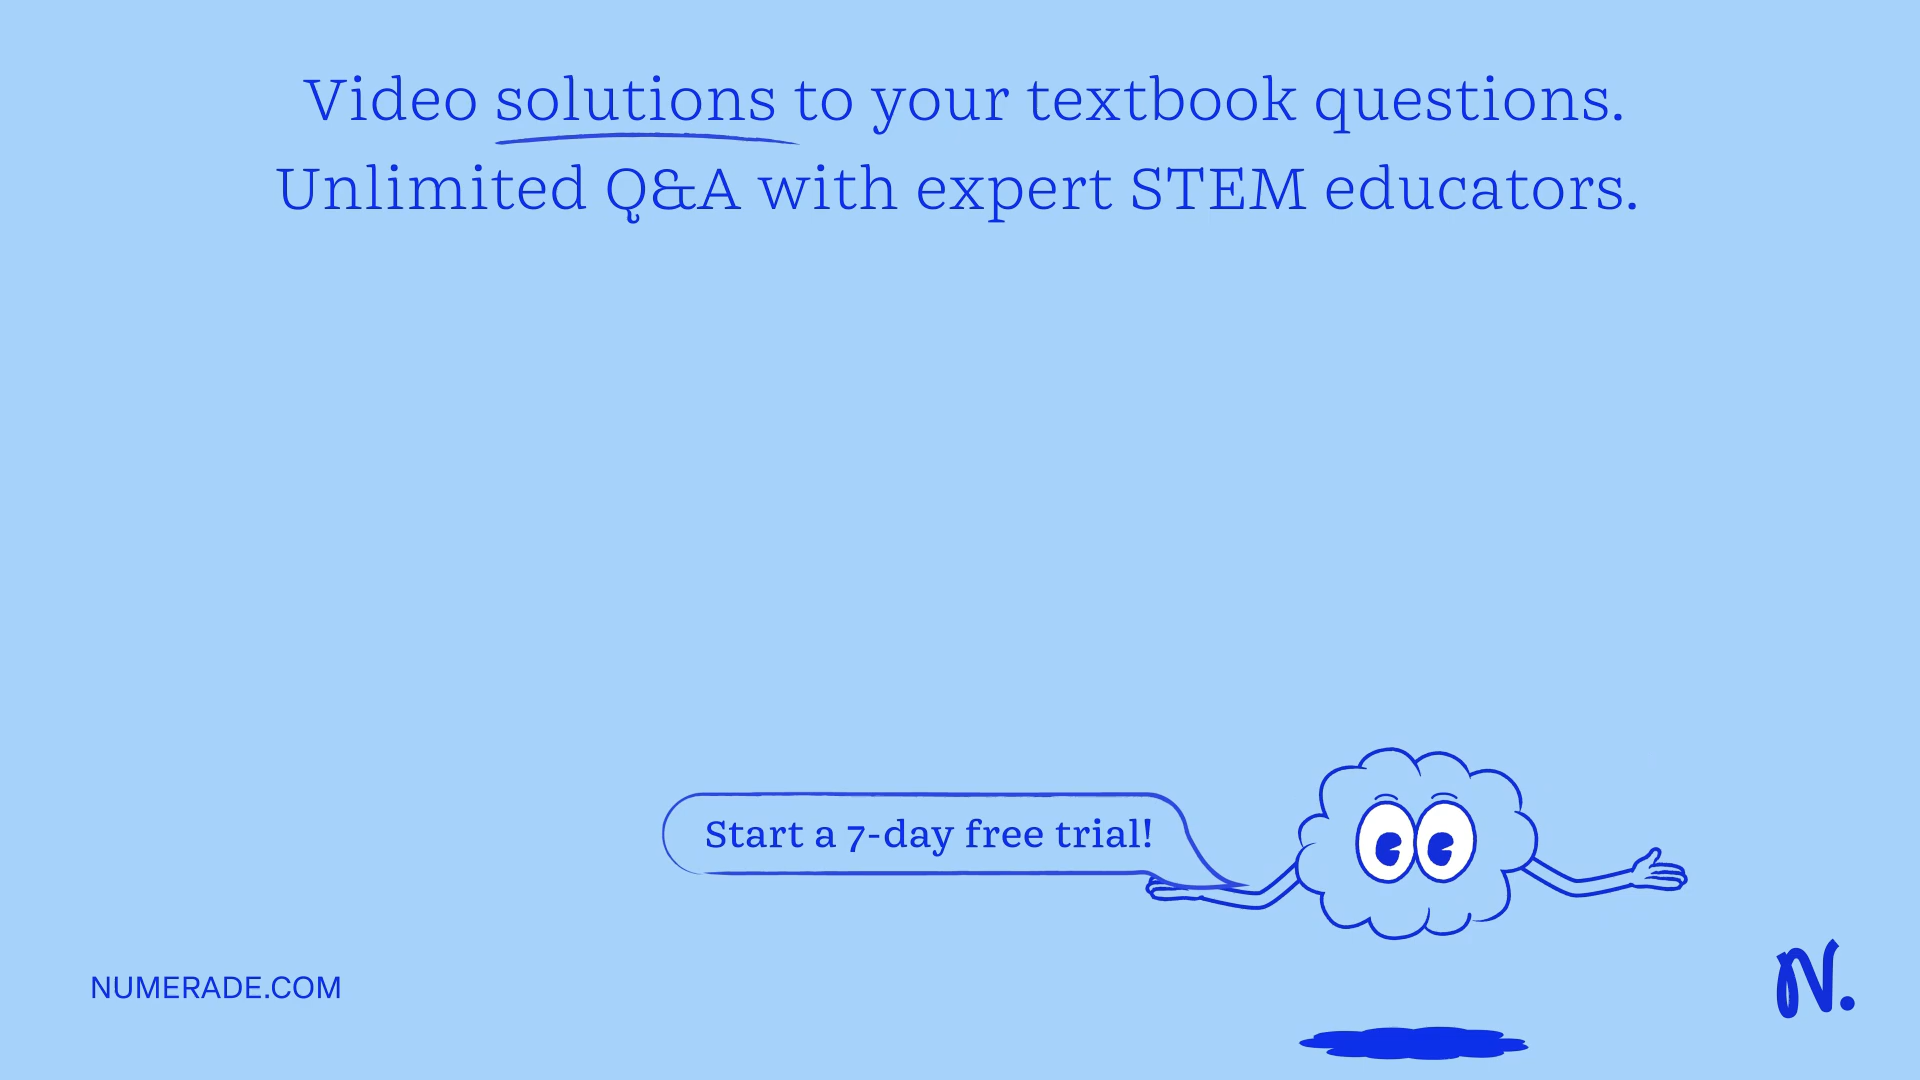 Video solutions to your textbook questions.
Unlimited Q&A with expert STEM educators.
Start a 7-day free trial!
NUMERADE.COM
N.